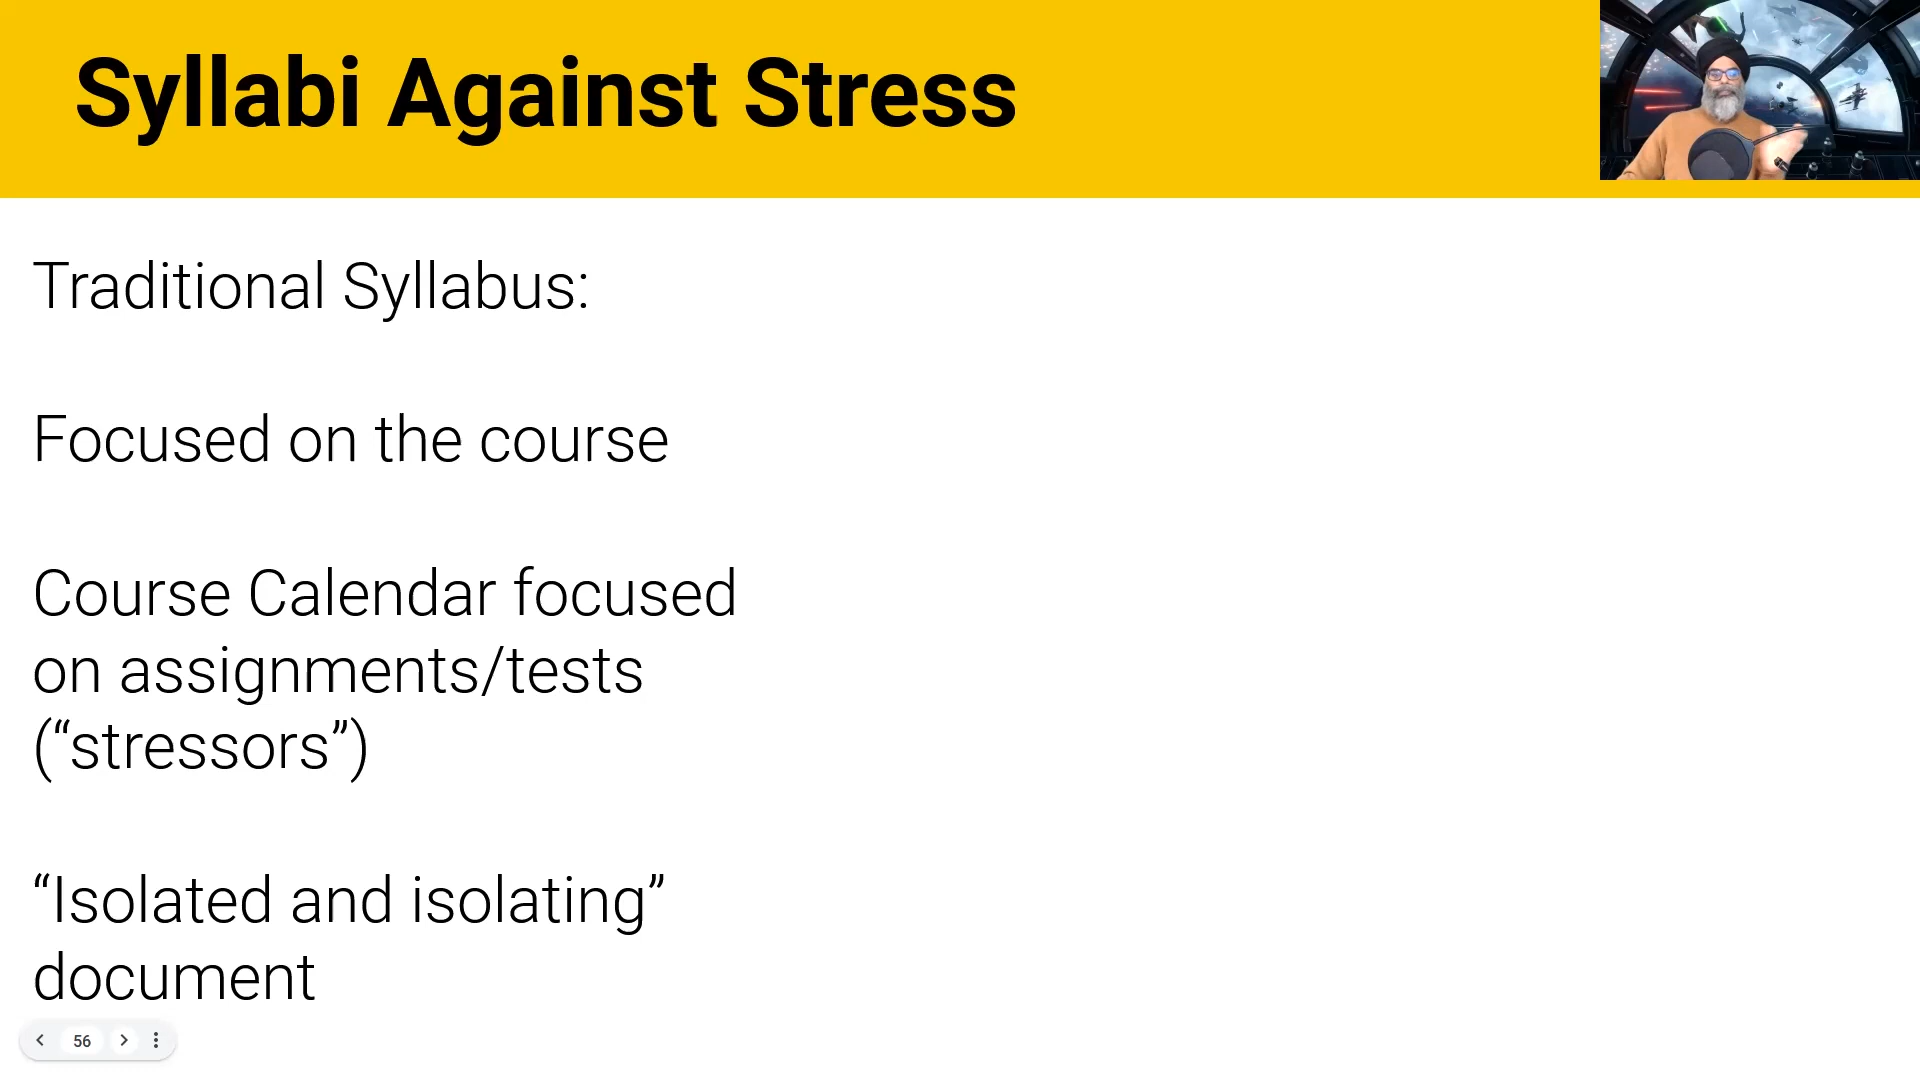 Syllabi Against Stress
Traditional Syllabus:
Focused on the course
Course Calendar focused
on assignments/tests
(“stressors”)
“Isolated and isolating”
document
56